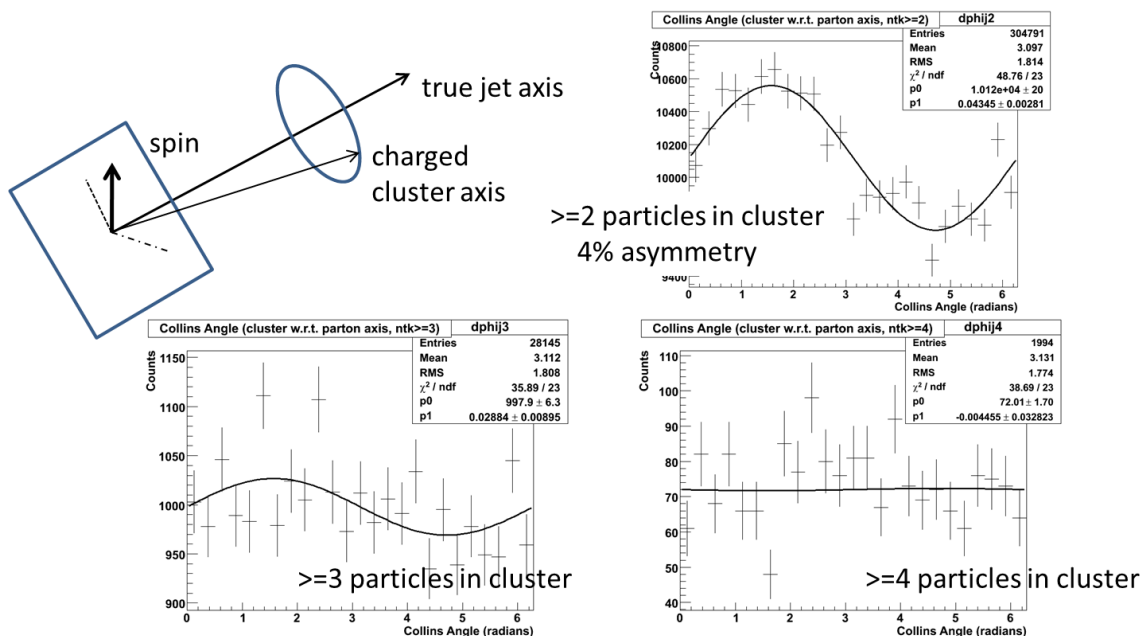 true jet axis
spin
charged
cluster axis
Collins Angle (cluster w.r.t. parton axis, ntk>=2)
dphij2
Entries 304791
Mean 3.097
RMS 1.814
χ² / ndf 48.76 / 23
p0 1.012e+04 ± 20
p1 0.04345 ± 0.00281
Counts
10800
10600
10400
10200
10000
9400
0 1 2 3 4 5 6
Collins Angle (radians)
>=2 particles in cluster
4% asymmetry
Collins Angle (cluster w.r.t. parton axis, ntk>=3)
dphij3
Entries 28145
Mean 3.112
RMS 1.808
χ² / ndf 35.89 / 23
p0 997.9 ± 6.3
p1 0.02884 ± 0.00895
Counts
1150
1100
1050
1000
950
900
0 1 2 3 4 5 6
Collins Angle (radians)
>=3 particles in cluster
Collins Angle (cluster w.r.t. parton axis, ntk>=4)
dphij4
Entries 1994
Mean 3.131
RMS 1.774
χ² / ndf 38.69 / 23
p0 72.01 ± 1.70
p1 -0.004455 ± 0.032823
Counts
110
100
90
80
70
60
50
40
0 1 2 3 4 5 6
Collins Angle (radians)
>=4 particles in cluster